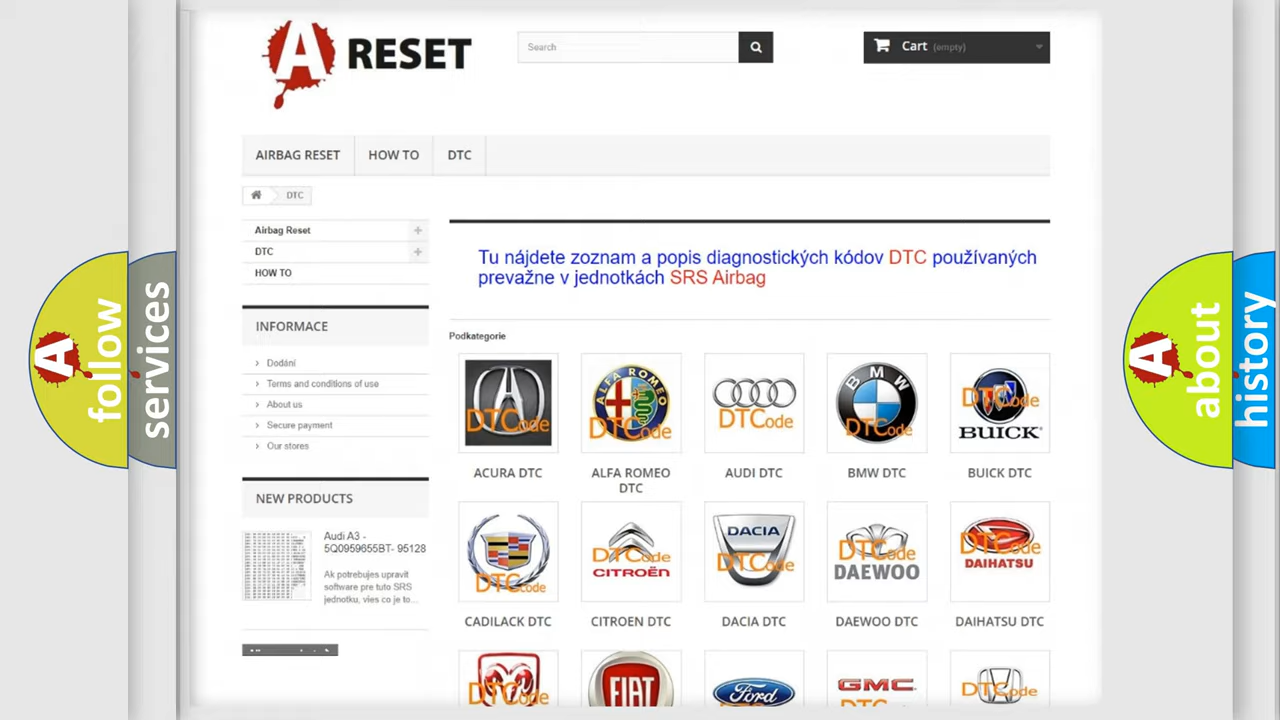 A RESET
Search
Cart (empty)
AIRBAG RESET
HOW TO
DTC
DTC
Airbag Reset
DTC
HOW TO
INFORMACE
Dodání
Terms and conditions of use
About us
Secure payment
Our stores
NEW PRODUCTS
Audi A3 -
5Q0959655BT- 95128
Ak potrebujes upravit
software pre tuto SRS
jednotku, vies co je to...
Tu nájdete zoznam a popis diagnostických kódov DTC používaných
prevažne v jednotkách SRS Airbag
Podkategorie
DTCode
ALFA ROMEO
DTCode
DTCode
BMW
DTCode
DTCode
BUICK
ACURA DTC
ALFA ROMEO
DTC
AUDI DTC
BMW DTC
BUICK DTC
DTCode
DTCode
CITROËN
DACIA
DTCode
DTCode
DAEWOO
DTCode
DAIHATSU
CADILACK DTC
CITROEN DTC
DACIA DTC
DAEWOO DTC
DAIHATSU DTC
DTCode
FIAT
Ford
GMC
DTCode
A follow
services
A about
history